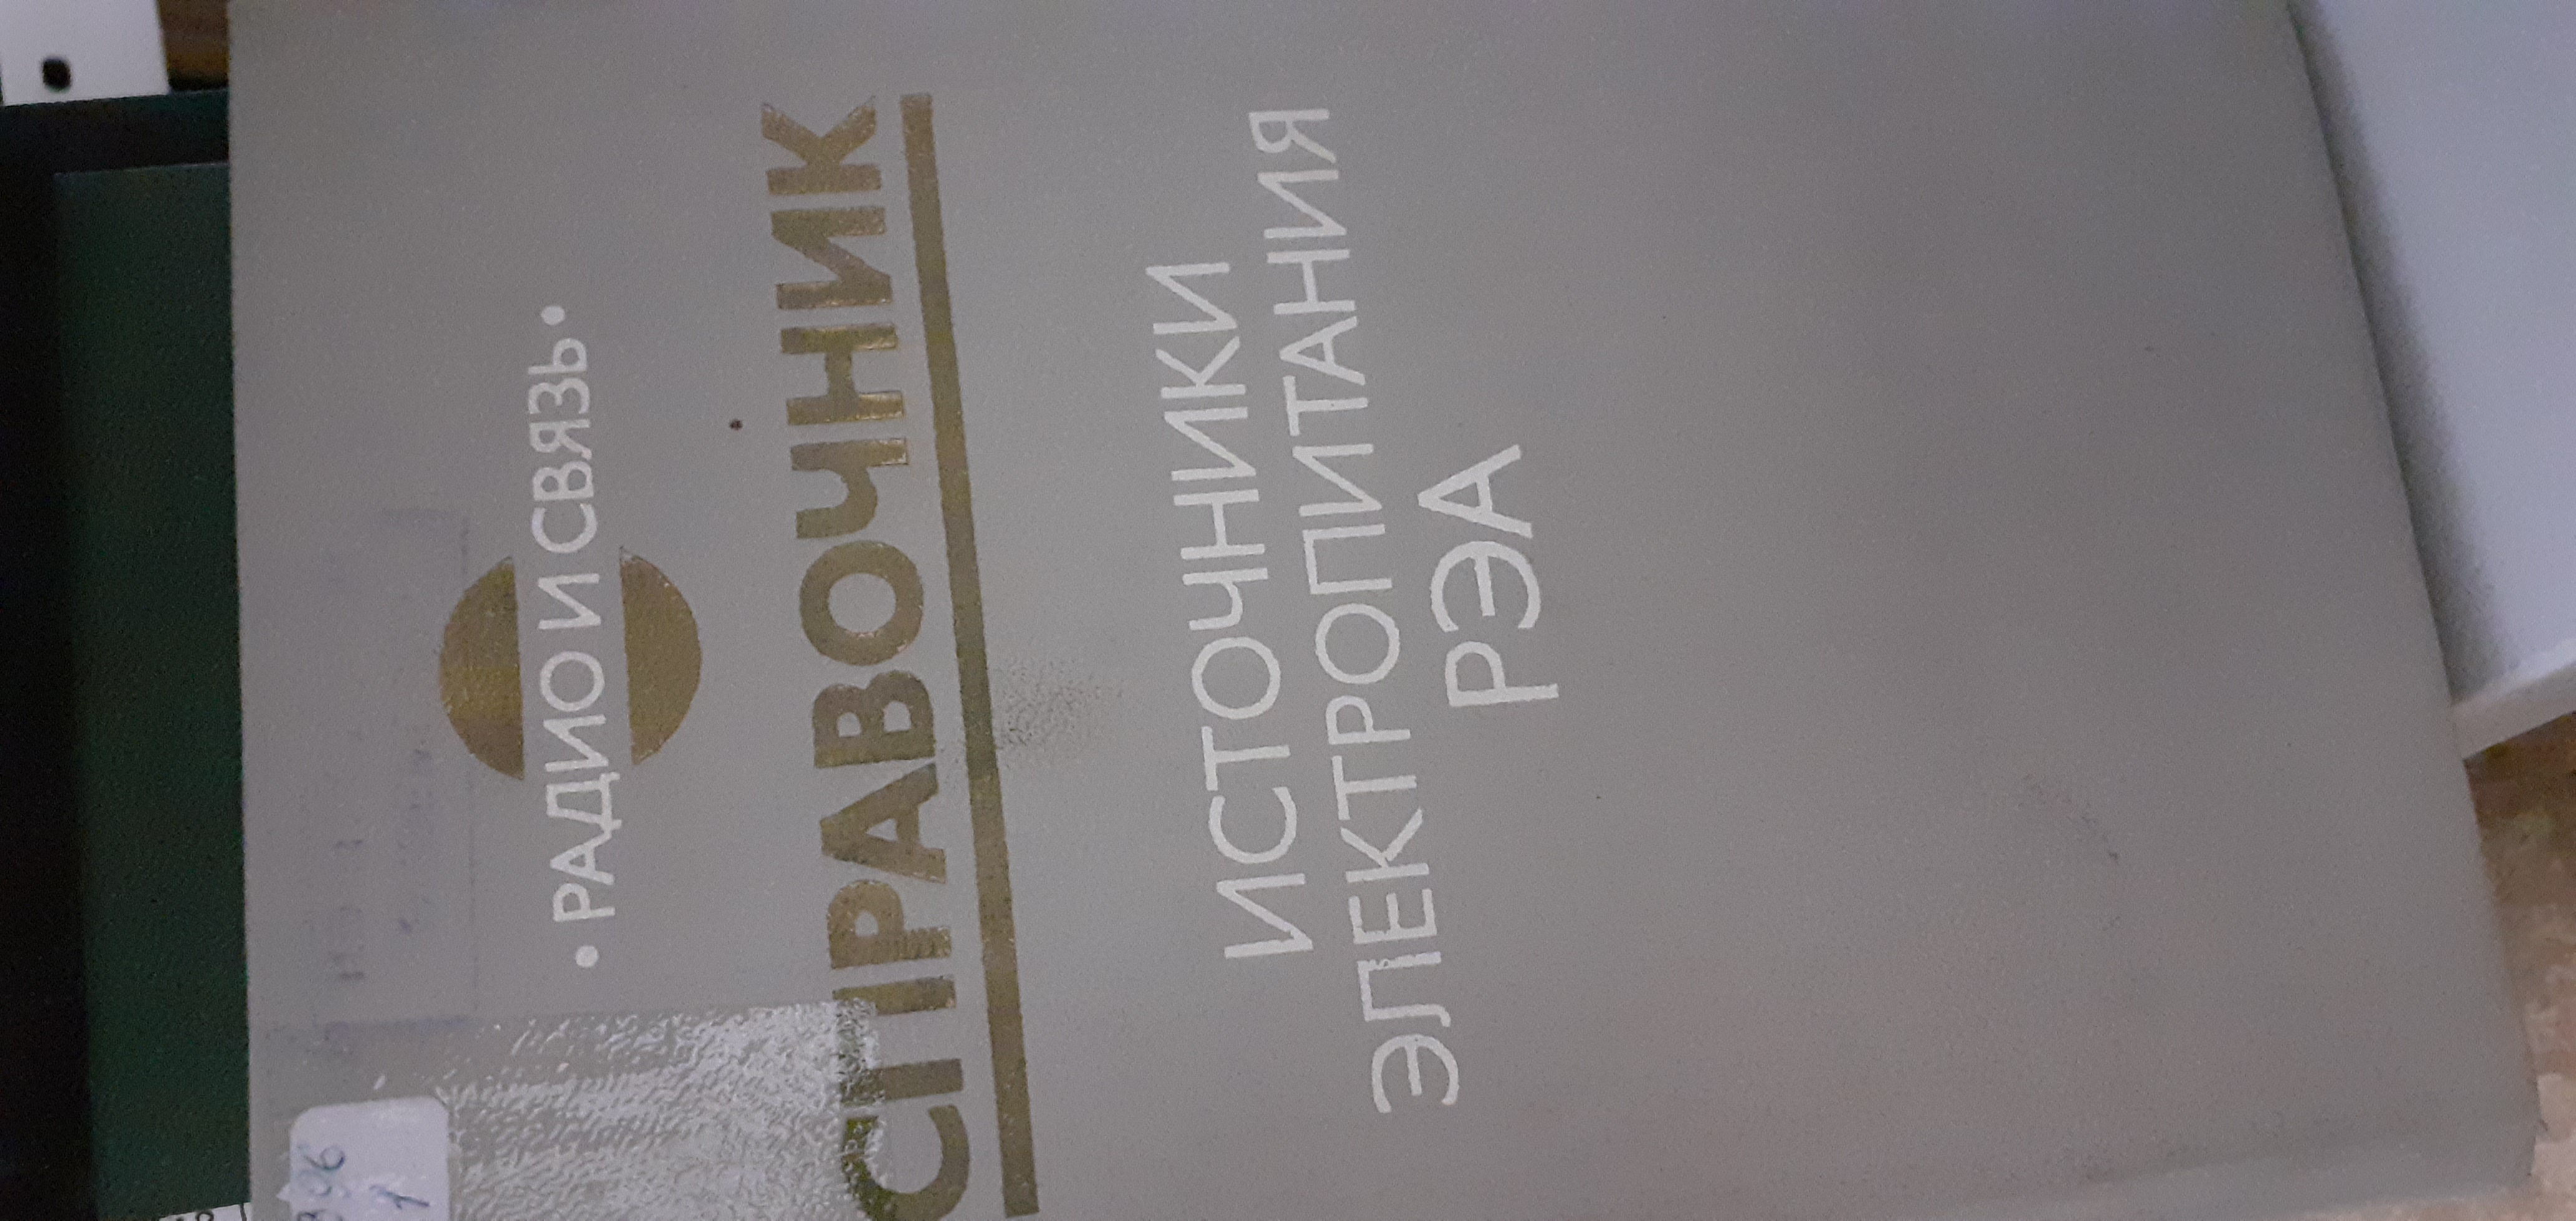 • РАДИО И СВЯЗЬ •
СПРАВОЧНИК
ИСТОЧНИКИ
ЭЛЕКТРОПИТАНИЯ
РЭА